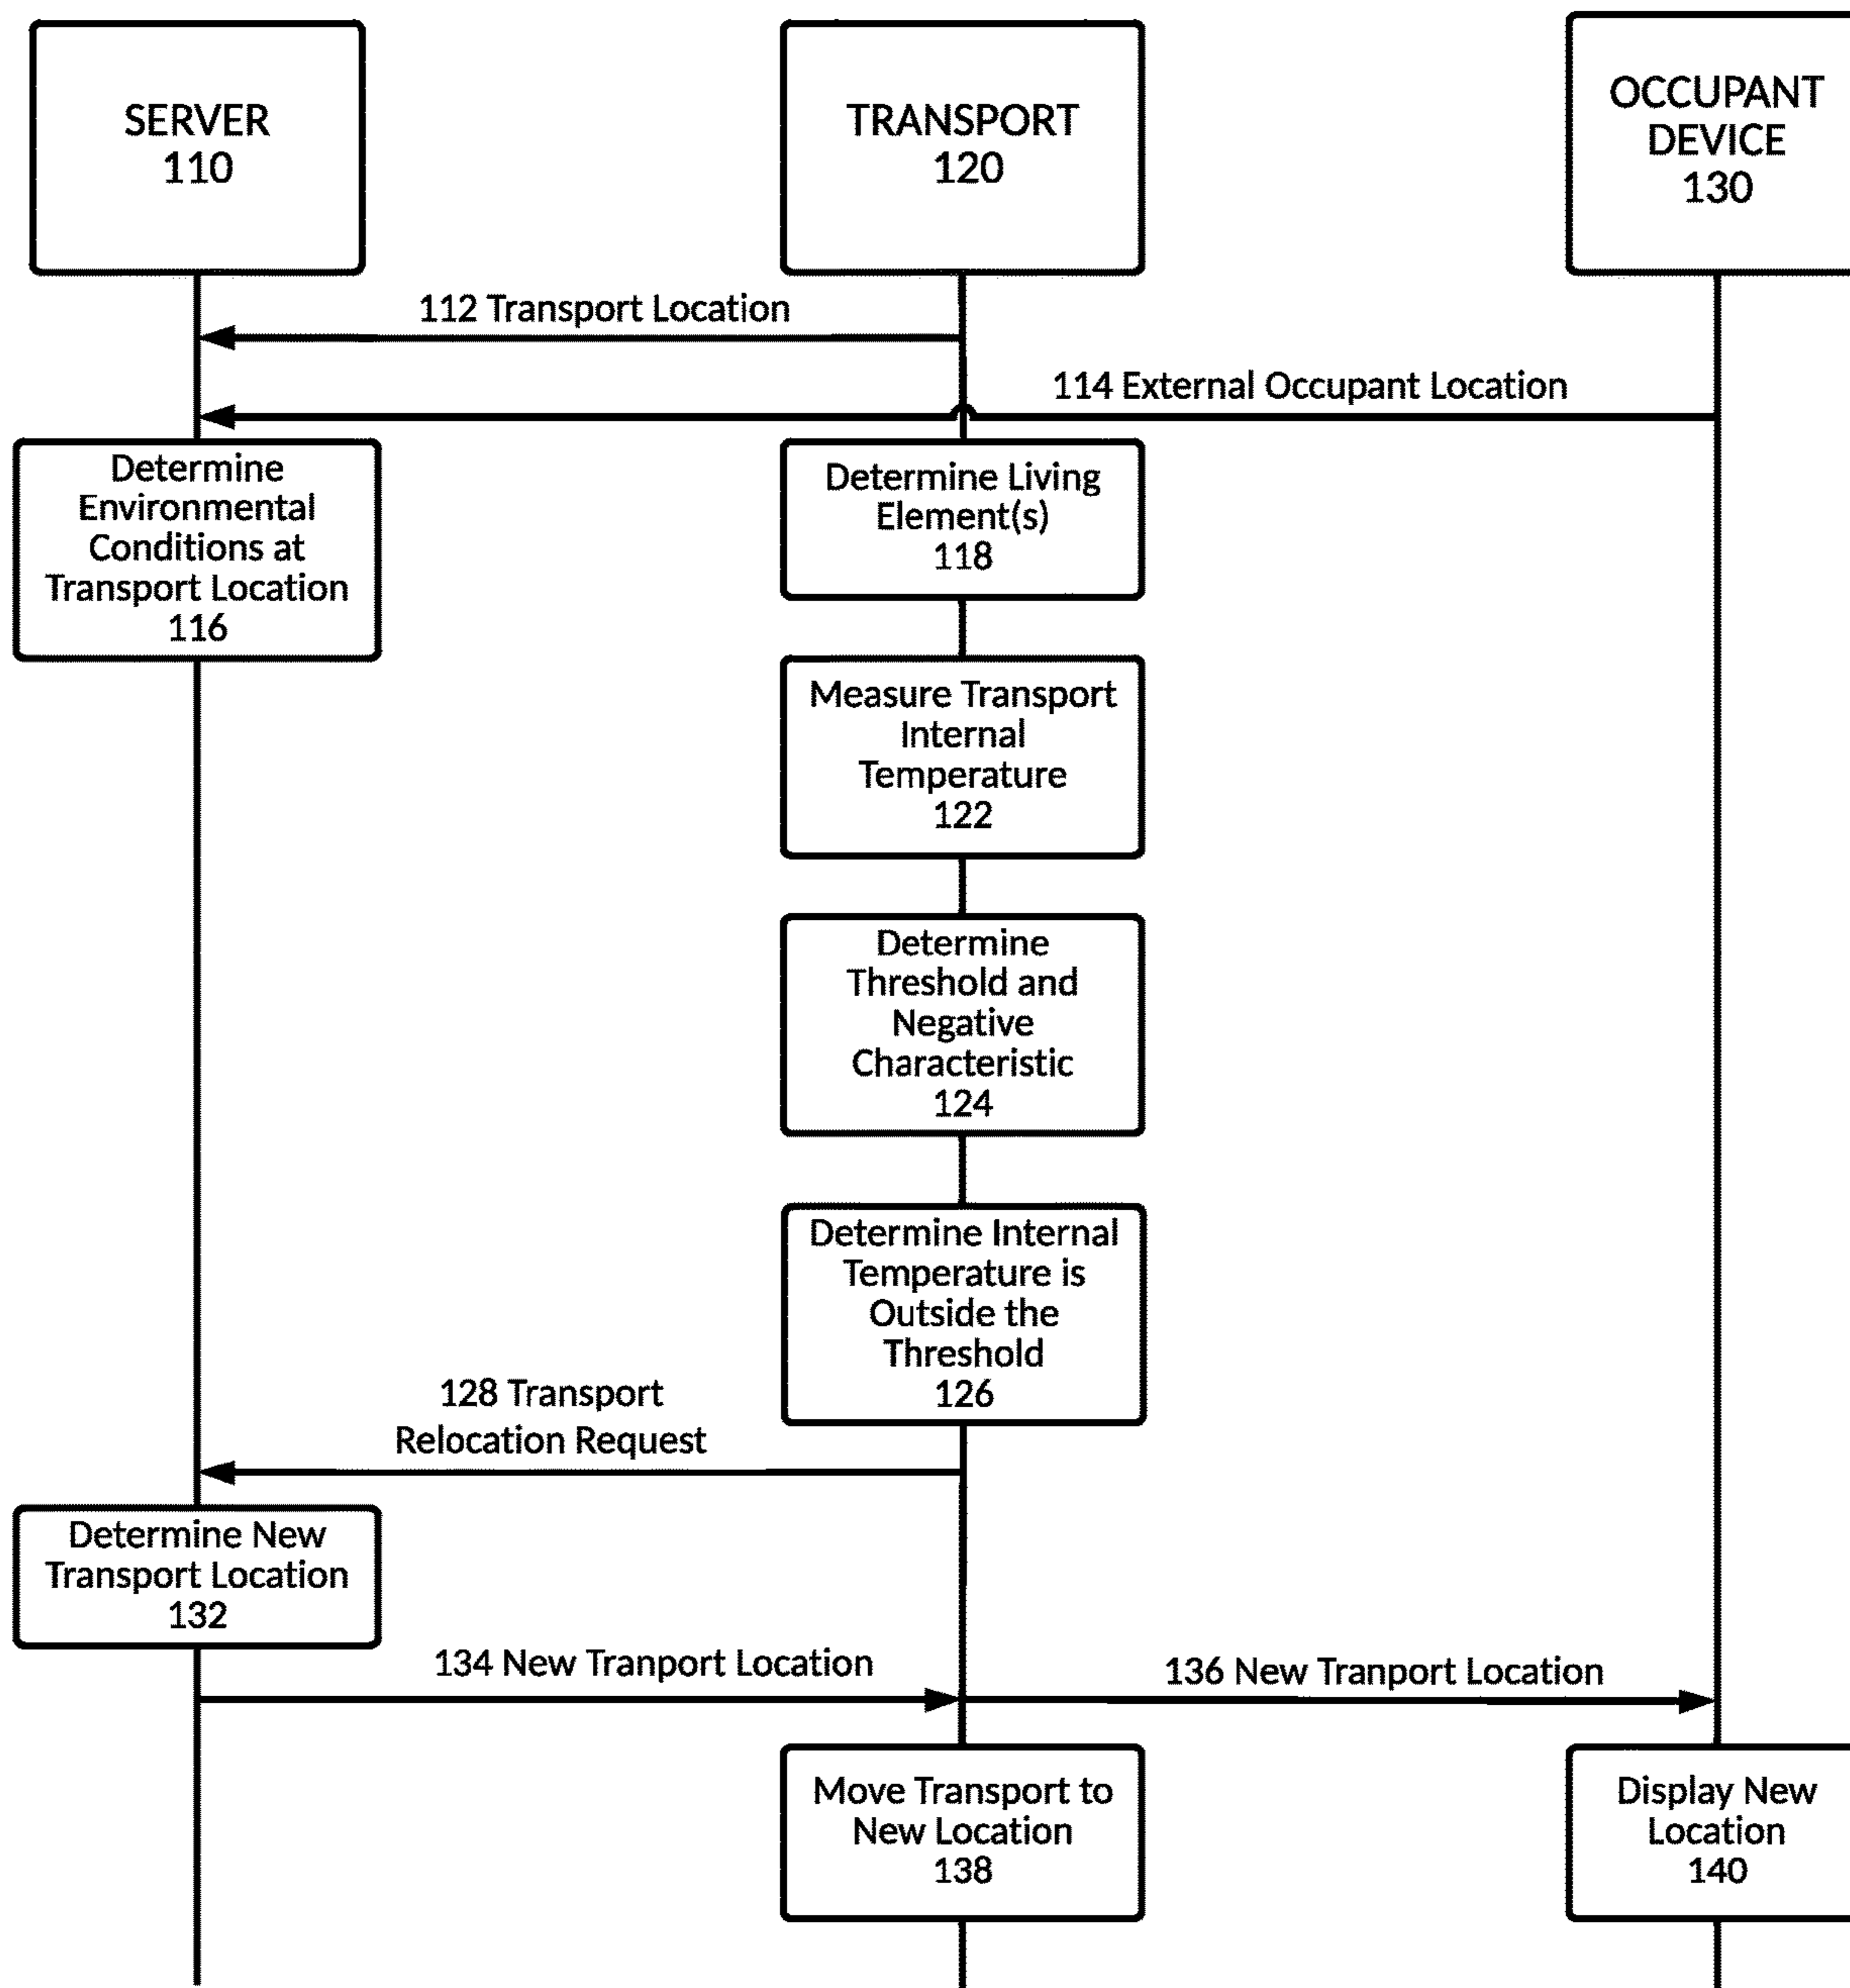 SERVER
110
TRANSPORT
120
OCCUPANT
DEVICE
130
112 Transport Location
114 External Occupant Location
Determine
Environmental
Conditions at
Transport Location
116
Determine Living
Element(s)
118
Measure Transport
Internal
Temperature
122
Determine
Threshold and
Negative
Characteristic
124
Determine Internal
Temperature is
Outside the
Threshold
126
128 Transport
Relocation Request
Determine New
Transport Location
132
134 New Tranport Location
136 New Tranport Location
Move Transport to
New Location
138
Display New
Location
140